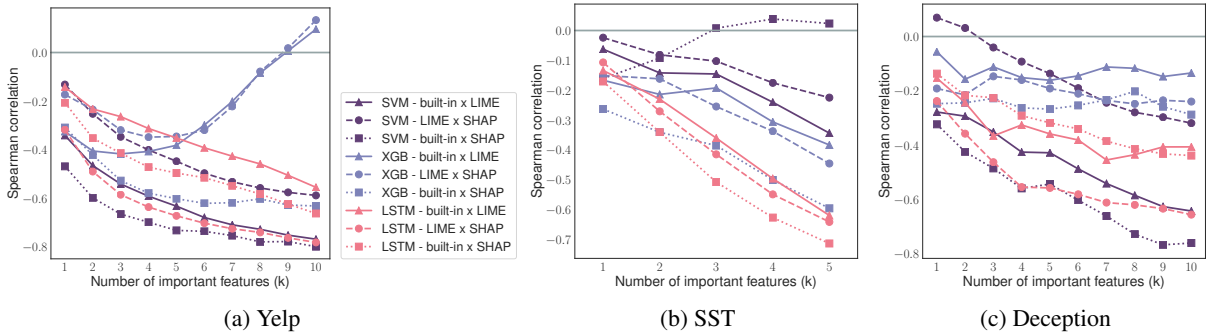 Spearman correlation
0.0
−0.2
−0.4
−0.6
−0.8
1 2 3 4 5 6 7 8 9 10
Number of important features (k)
(a) Yelp
SVM - built-in x LIME
SVM - LIME x SHAP
SVM - built-in x SHAP
XGB - built-in x LIME
XGB - LIME x SHAP
XGB - built-in x SHAP
LSTM - built-in x LIME
LSTM - LIME x SHAP
LSTM - built-in x SHAP
Spearman correlation
0.0
−0.1
−0.2
−0.3
−0.4
−0.5
−0.6
−0.7
1 2 3 4 5
Number of important features (k)
(b) SST
Spearman correlation
0.0
−0.2
−0.4
−0.6
−0.8
1 2 3 4 5 6 7 8 9 10
Number of important features (k)
(c) Deception